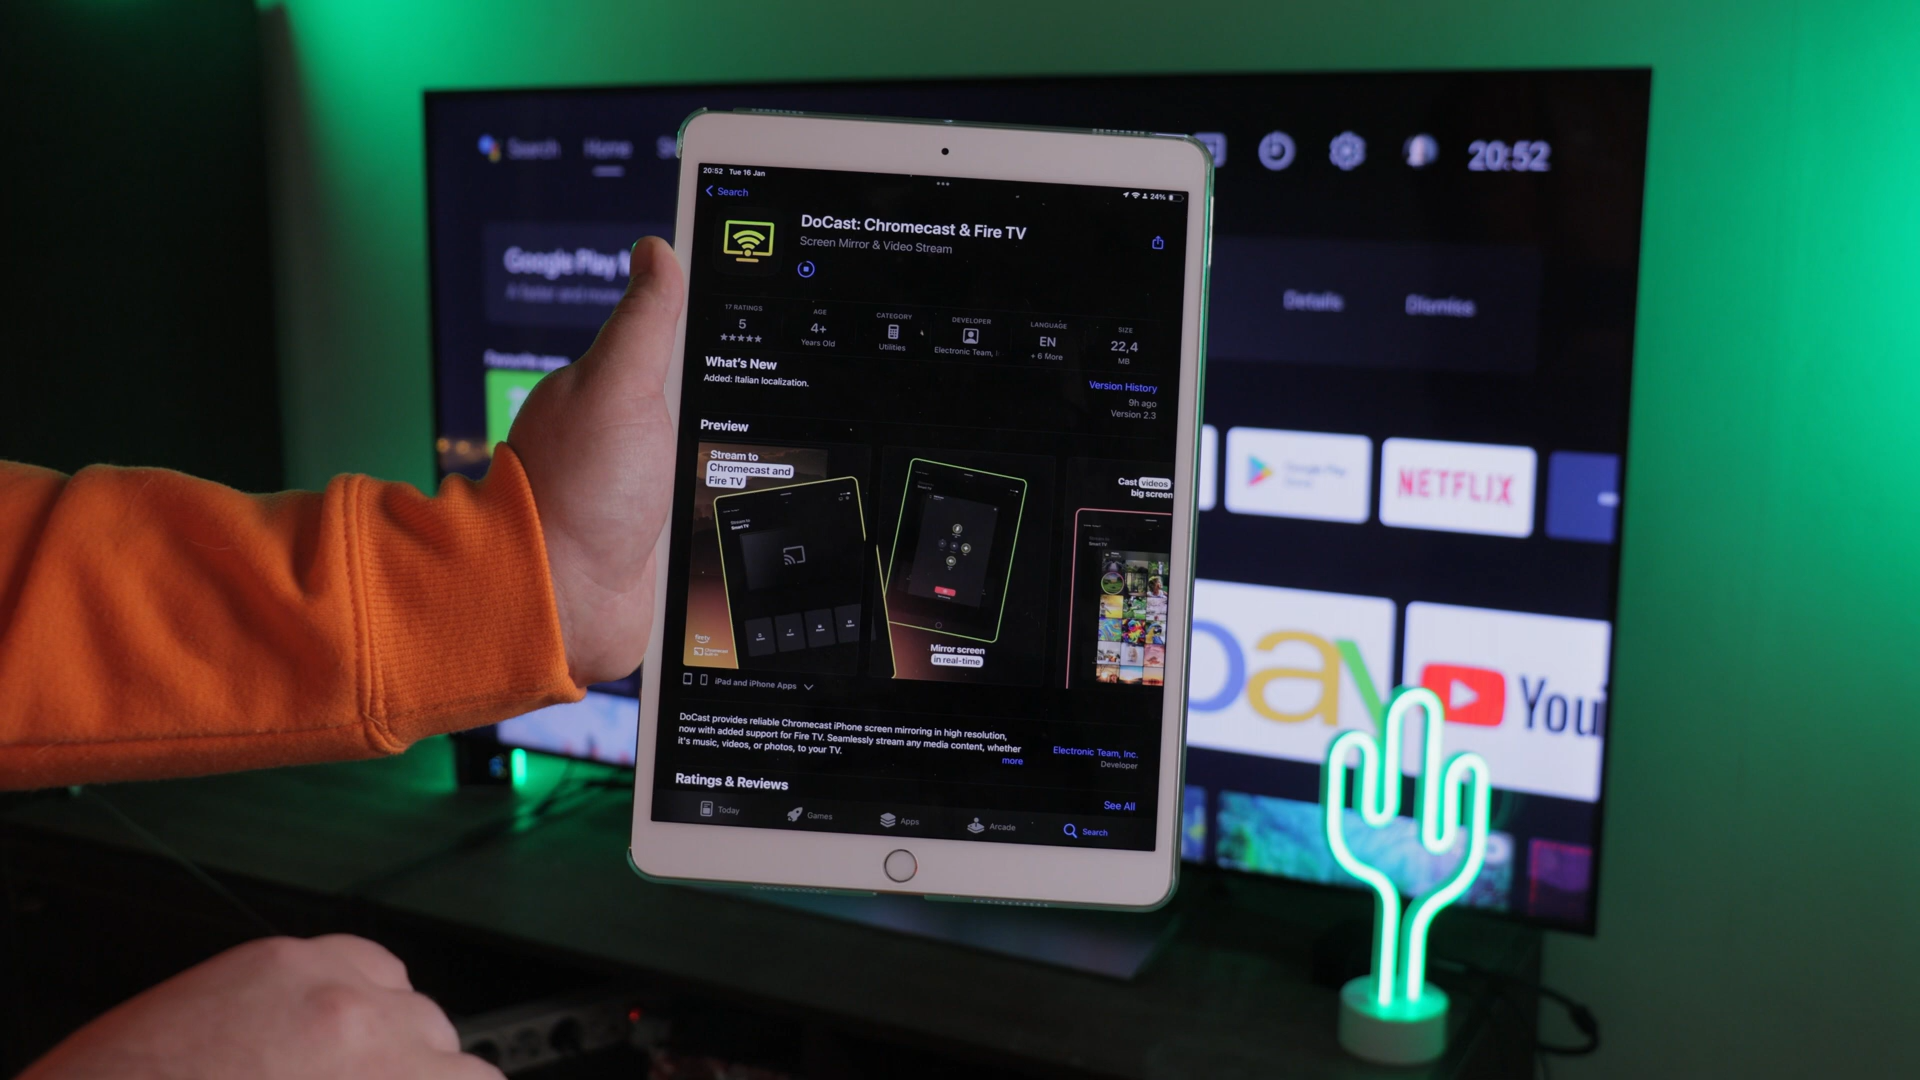 Search
Home
20:52
Google Play
Details
Dismiss
20:52 Tue 16 Jan
24%
Search
DoCast: Chromecast & Fire TV
Screen Mirror & Video Stream
17 RATINGS
5
★★★★★
AGE
4+
Years Old
CATEGORY
Utilities
DEVELOPER
Electronic Team, I
LANGUAGE
EN
+ 6 More
SIZE
22,4
MB
What's New
Added: Italian localization.
Version History
9h ago
Version 2.3
Preview
Stream to
Chromecast and
Fire TV
Mirror screen
in real-time
Cast videos
big screen
iPad and iPhone Apps
DoCast provides reliable Chromecast iPhone screen mirroring in high resolution,
now with added support for Fire TV. Seamlessly stream any media content, whether
it's music, videos, or photos, to your TV.
more
Electronic Team, Inc.
Developer
Ratings & Reviews
See All
Today
Games
Apps
Arcade
Search
Google Play
NETFLIX
bay
You